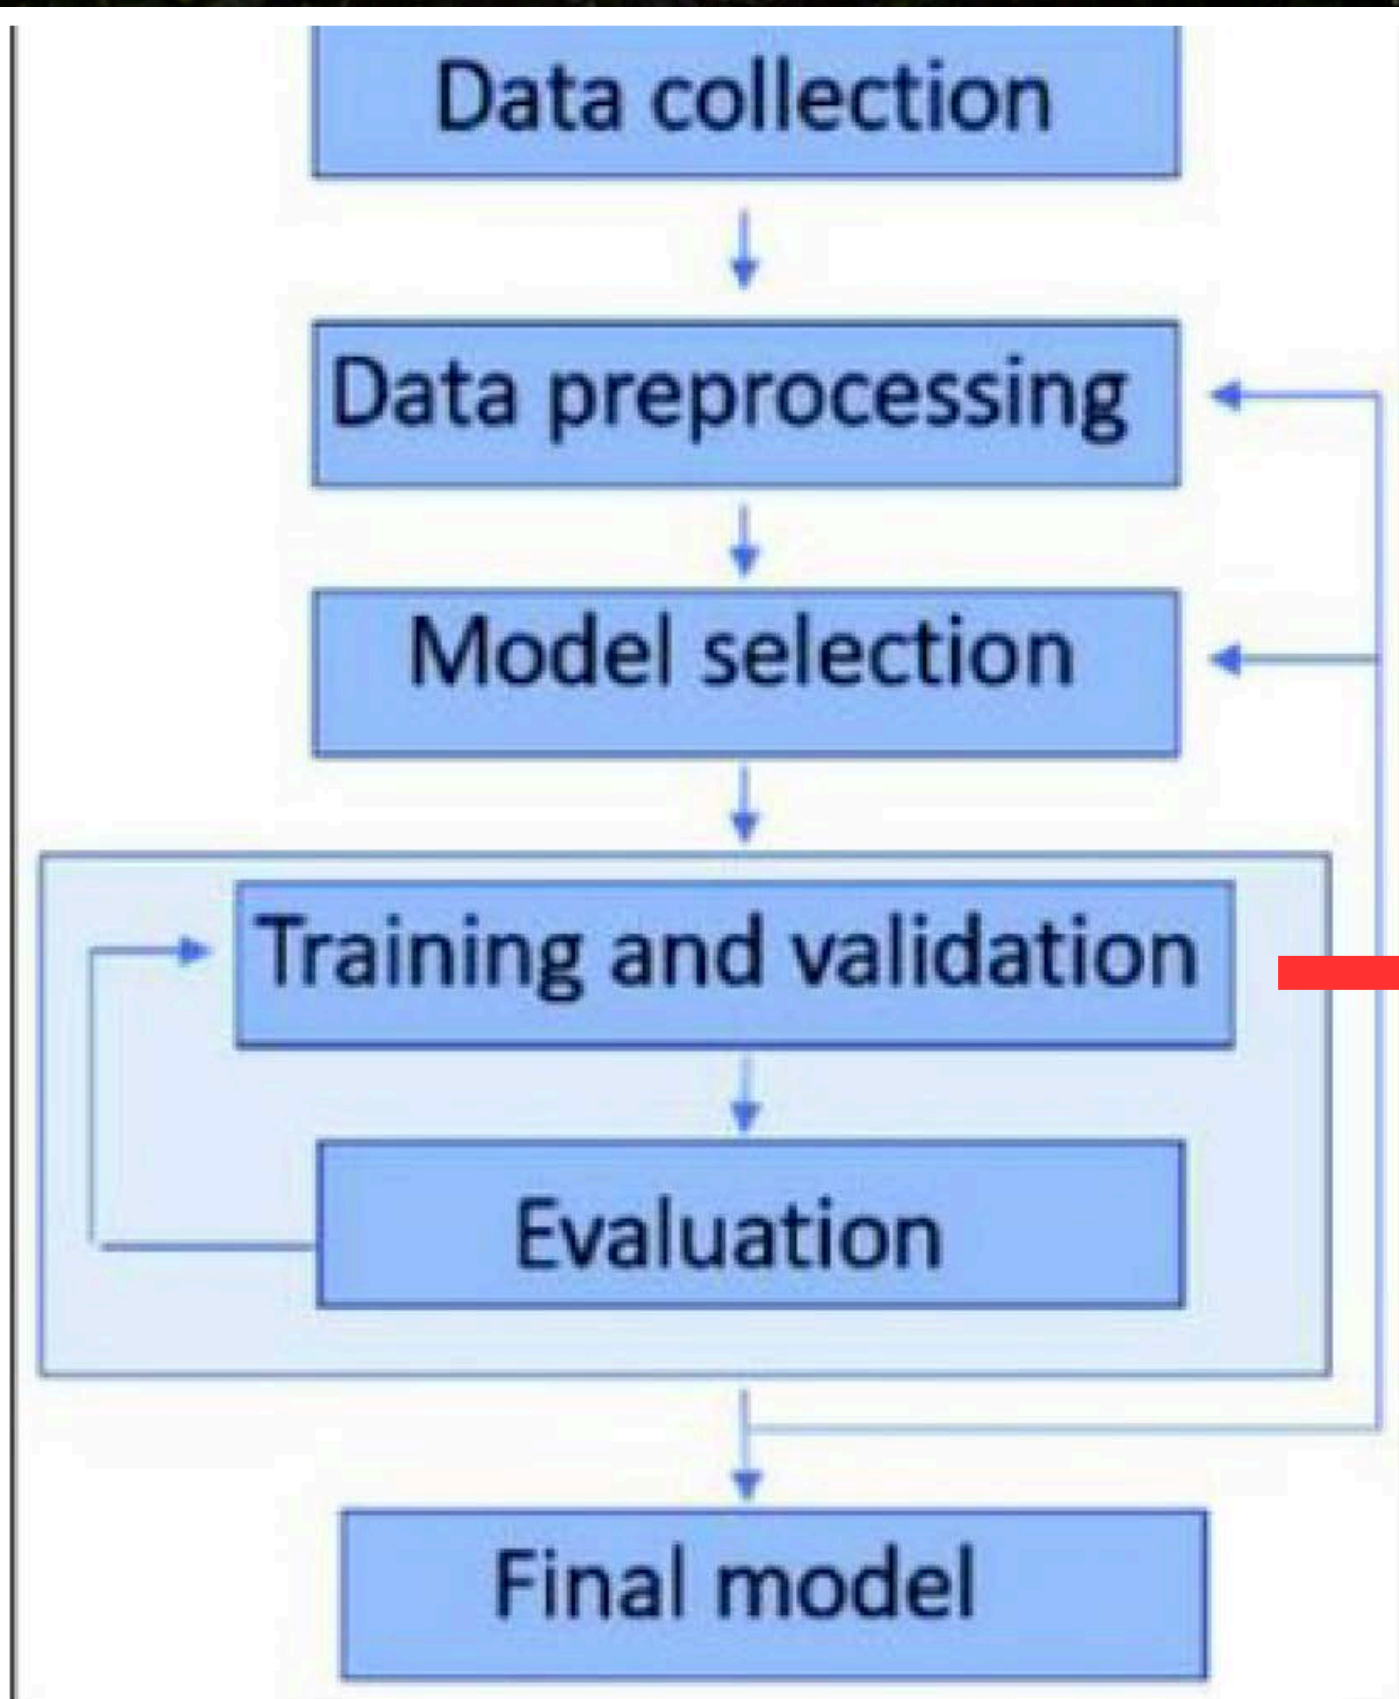 Data collection
Data preprocessing
Model selection
Training and validation
Evaluation
Final model